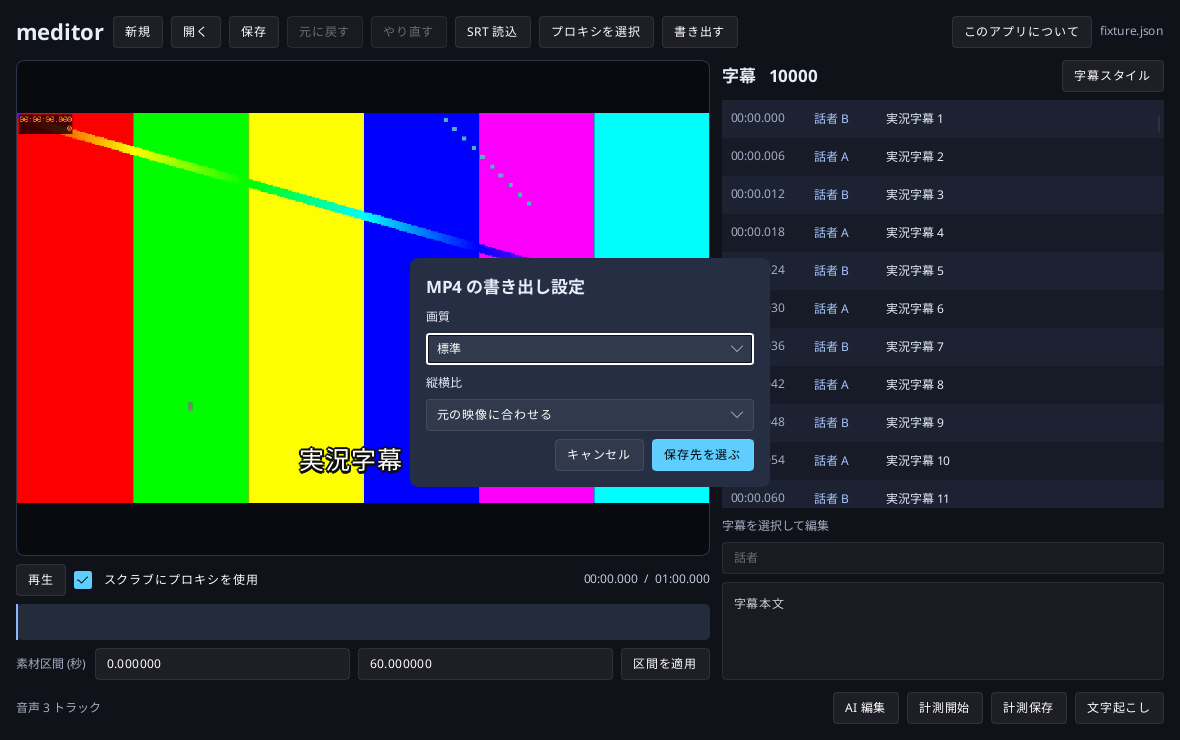 meditor 新規 開く 保存 元に戻す やり直す SRT 読込 プロキシを選択 書き出す このアプリについて fixture.json
00:00:00.000
0
実況字幕
字幕 10000 字幕スタイル
00:00.000 話者 B 実況字幕 1
00:00.006 話者 A 実況字幕 2
00:00.012 話者 B 実況字幕 3
00:00.018 話者 A 実況字幕 4
24 話者 B 実況字幕 5
30 話者 A 実況字幕 6
36 話者 B 実況字幕 7
42 話者 A 実況字幕 8
48 話者 B 実況字幕 9
54 話者 A 実況字幕 10
00:00.060 話者 B 実況字幕 11
MP4 の書き出し設定
画質
標準
縦横比
元の映像に合わせる
キャンセル 保存先を選ぶ
字幕を選択して編集
話者
字幕本文
再生 スクラブにプロキシを使用 00:00.000 / 01:00.000
素材区間 (秒) 0.000000 60.000000 区間を適用
音声 3 トラック AI 編集 計測開始 計測保存 文字起こし